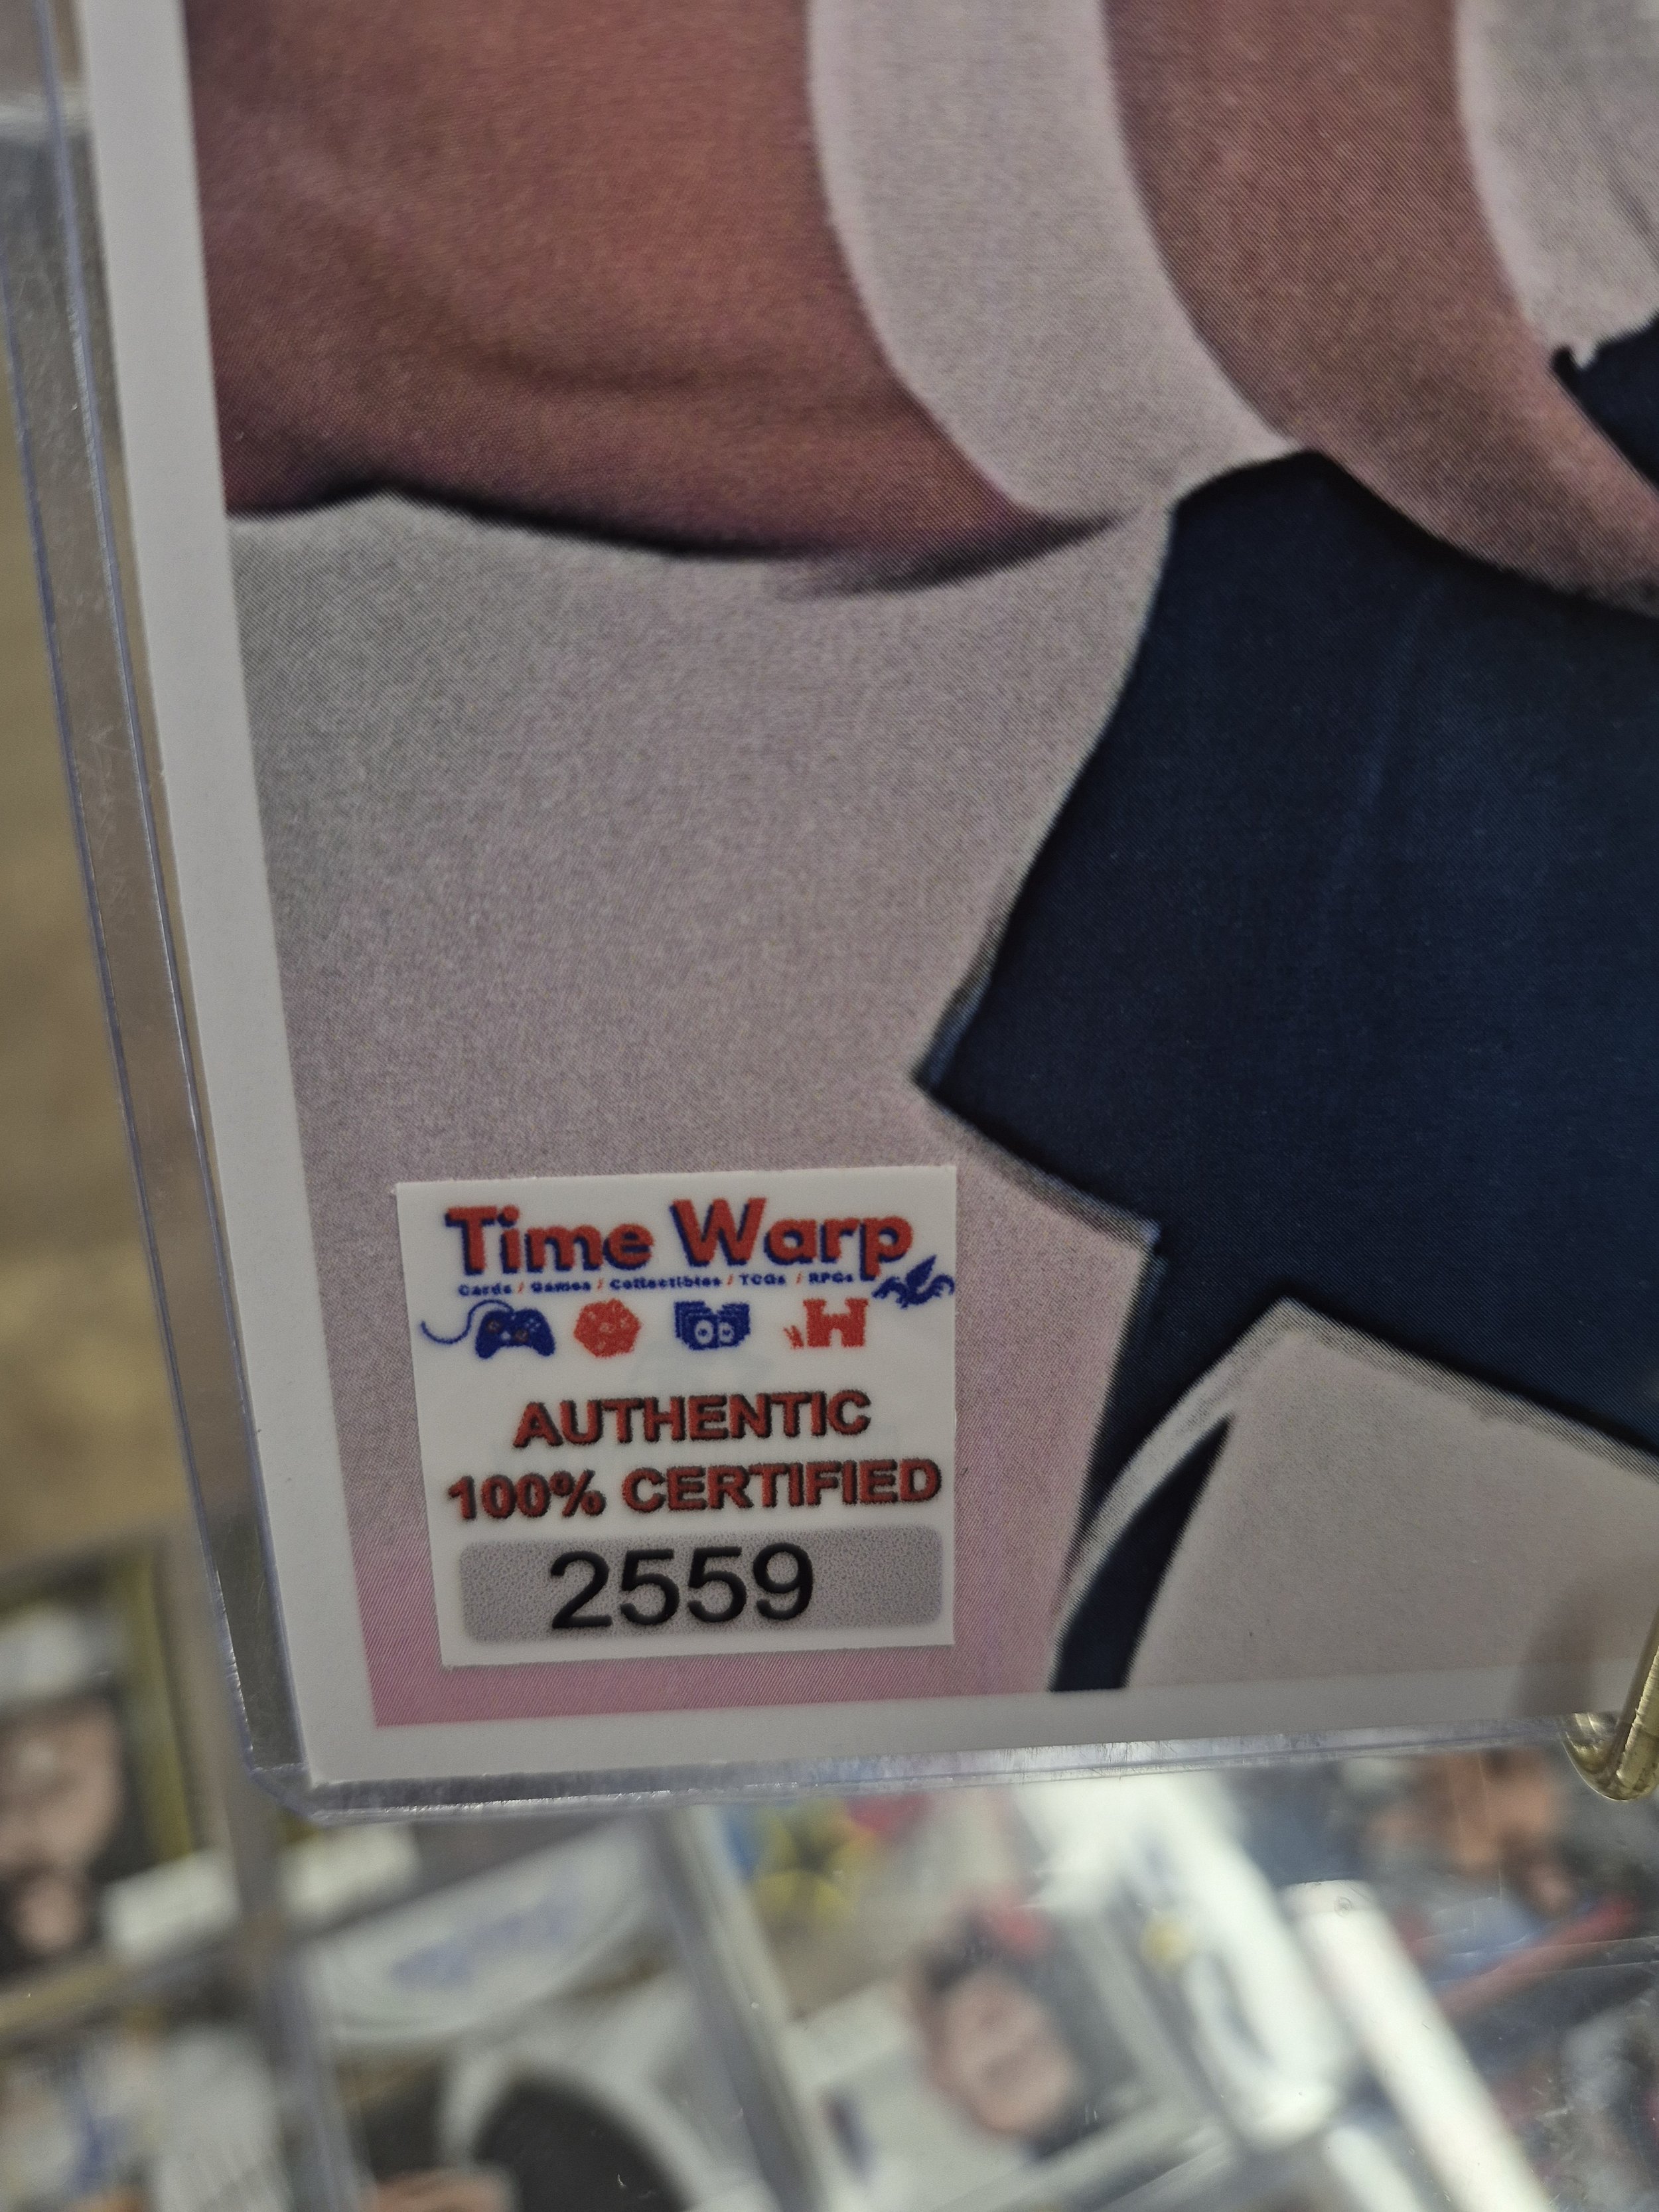 Time Warp
Cards / Games / Collectibles / TCGs / RPGs
AUTHENTIC
100% CERTIFIED
2559